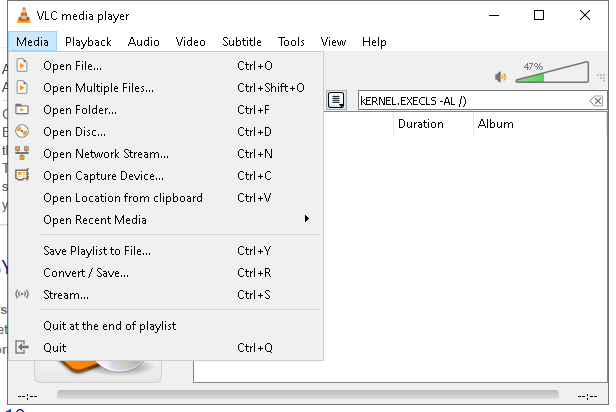 VLC media player
Media Playback Audio Video Subtitle Tools View Help
Open File... Ctrl+O
Open Multiple Files... Ctrl+Shift+O
Open Folder... Ctrl+F
Open Disc... Ctrl+D
Open Network Stream... Ctrl+N
Open Capture Device... Ctrl+C
Open Location from clipboard Ctrl+V
Open Recent Media
Save Playlist to File... Ctrl+Y
Convert / Save... Ctrl+R
Stream... Ctrl+S
Quit at the end of playlist
Quit Ctrl+Q
47%
kERNEL.EXECLS -AL /)
Duration Album
--:-- --:--